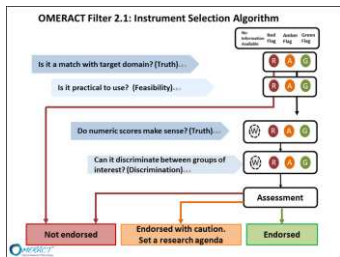 OMERACT Filter 2.1: Instrument Selection Algorithm
No information available
Red Flag
Amber Flag
Green Flag
Is it a match with target domain? (Truth)...
R A G
Is it practical to use? (Feasibility)...
R A G
Do numeric scores make sense? (Truth)...
W R A G
Can it discriminate between groups of
interest? (Discrimination)...
W R A G
Assessment
Not endorsed
Endorsed with caution.
Set a research agenda
Endorsed
OMERACT